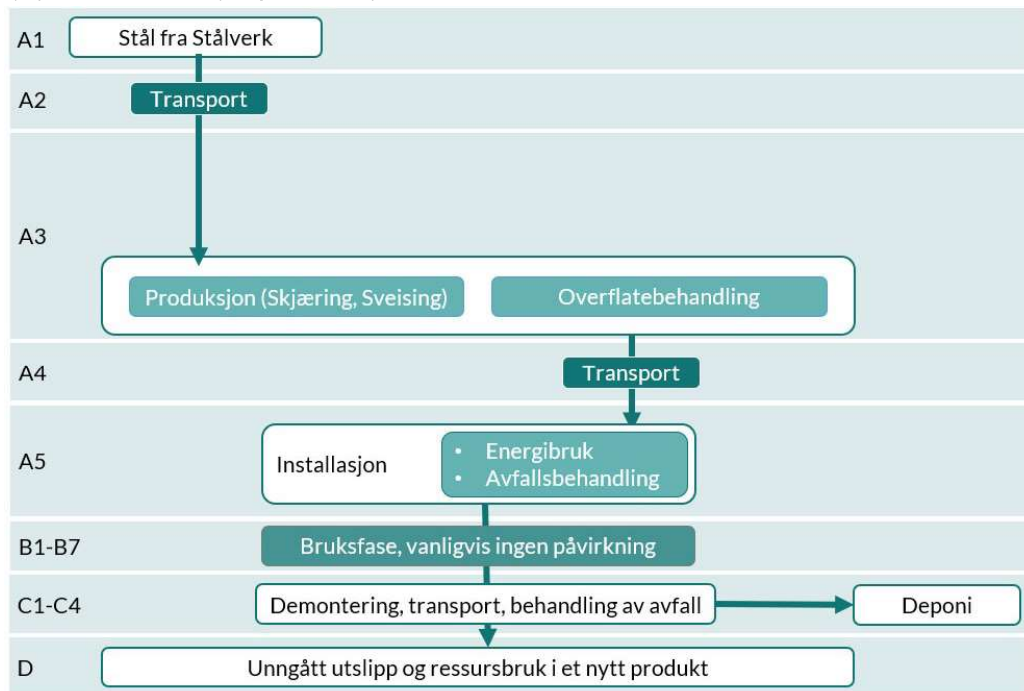 A1
Stål fra Stålverk
A2
Transport
A3
Produksjon (Skjæring, Sveising)
Overflatebehandling
A4
Transport
A5
Installasjon
• Energibruk
• Avfallsbehandling
B1-B7
Bruksfase, vanligvis ingen påvirkning
C1-C4
Demontering, transport, behandling av avfall
Deponi
D
Unngått utslipp og ressursbruk i et nytt produkt